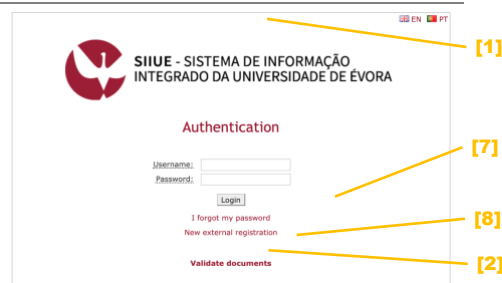 EN PT
[1]
SIIUE - SISTEMA DE INFORMAÇÃO
INTEGRADO DA UNIVERSIDADE DE ÉVORA
Authentication
[7]
Username:
Password:
Login
I forgot my password
[8]
New external registration
Validate documents
[2]